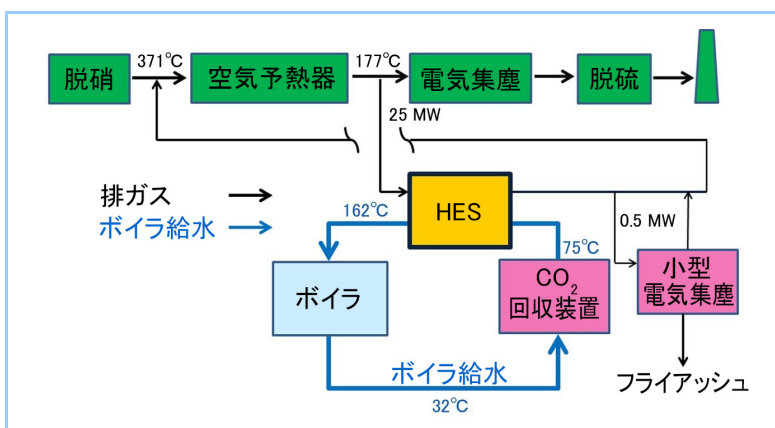 371℃
177℃
脱硝
空気予熱器
電気集塵
脱硫
25 MW
排ガス
ボイラ給水
162℃
HES
0.5 MW
75℃
ボイラ
CO₂
回収装置
小型
電気集塵
ボイラ給水
32℃
フライアッシュ